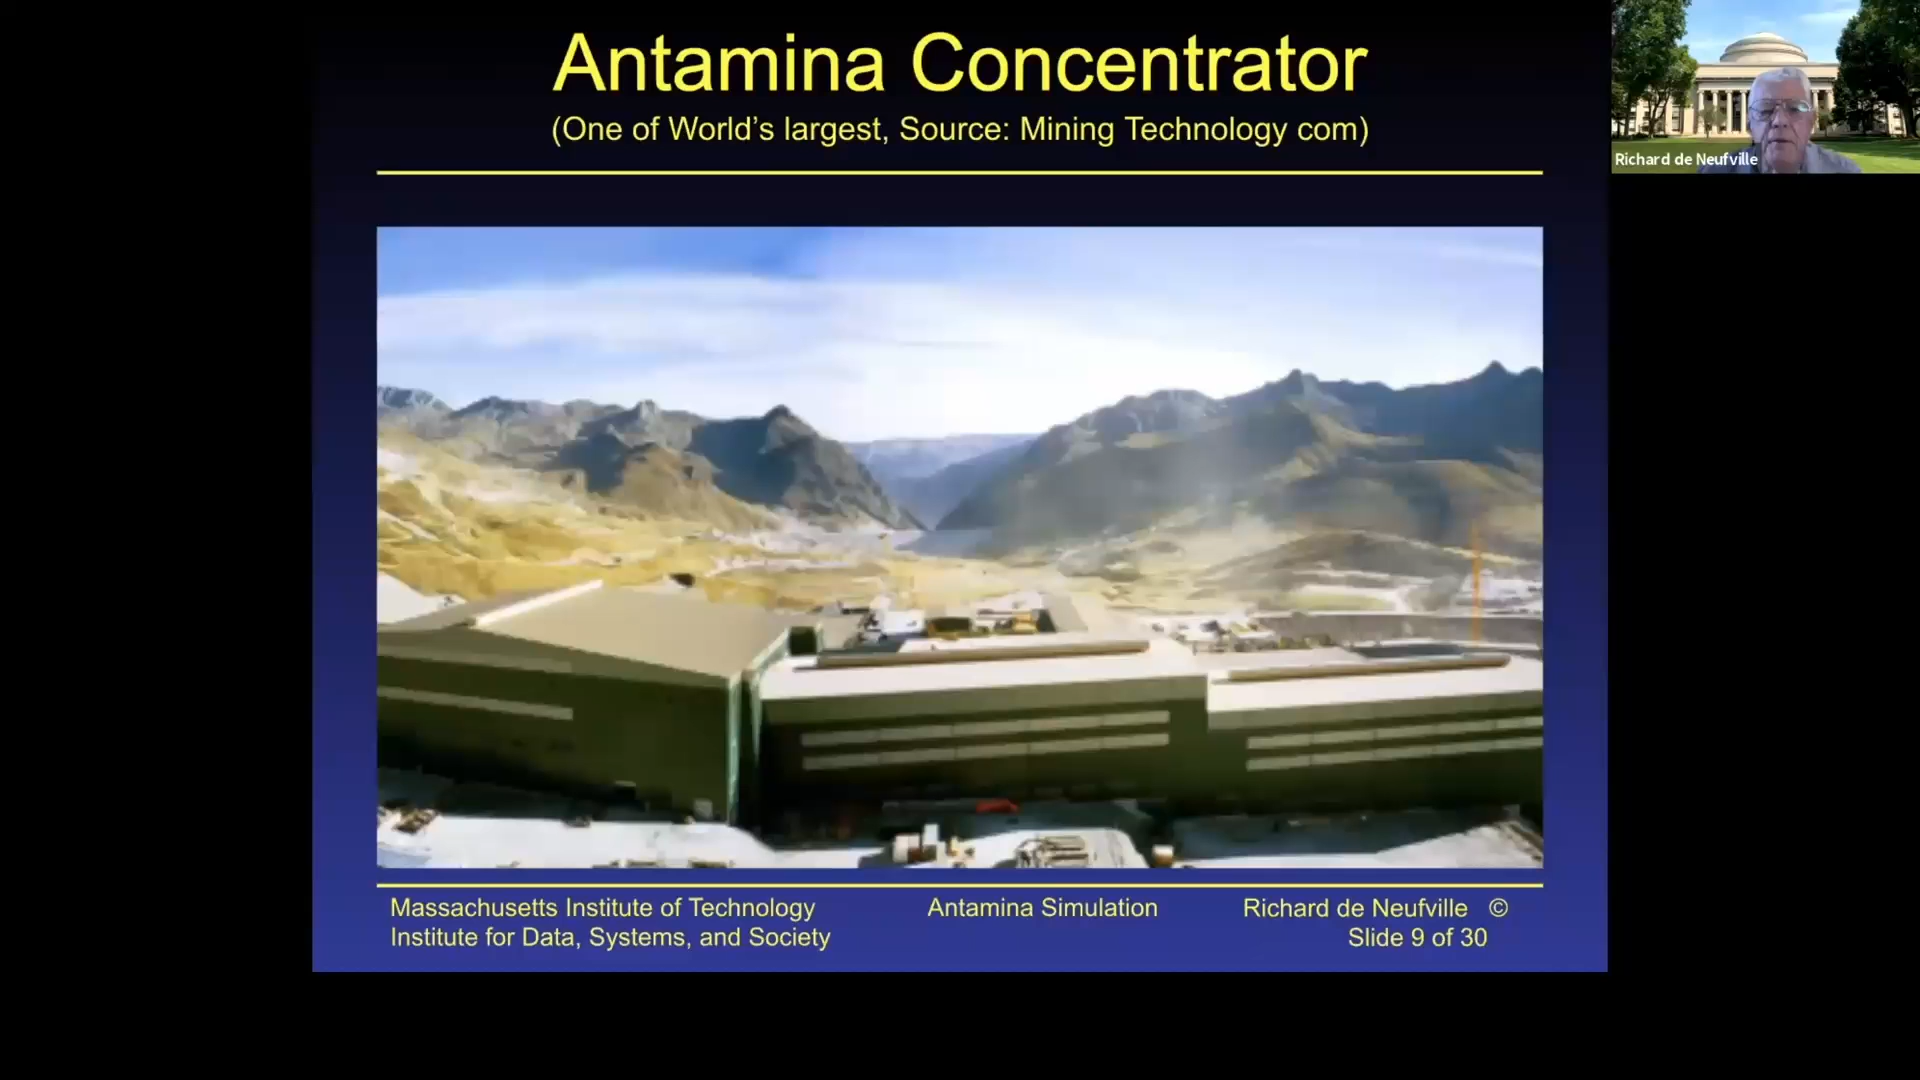 Antamina Concentrator
(One of World's largest, Source: Mining Technology com)
Richard de Neufville
Massachusetts Institute of Technology
Institute for Data, Systems, and Society
Antamina Simulation
Richard de Neufville ©
Slide 9 of 30